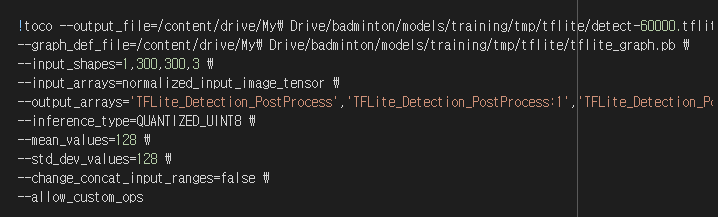 !toco --output_file=/content/drive/My₩ Drive/badminton/models/training/tmp/tflite/detect-60000.tflit
--graph_def_file=/content/drive/My₩ Drive/badminton/models/training/tmp/tflite/tflite_graph.pb ₩
--input_shapes=1,300,300,3 ₩
--input_arrays=normalized_input_image_tensor ₩
--output_arrays='TFLite_Detection_PostProcess','TFLite_Detection_PostProcess:1','TFLite_Detection_Po
--inference_type=QUANTIZED_UINT8 ₩
--mean_values=128 ₩
--std_dev_values=128 ₩
--change_concat_input_ranges=false ₩
--allow_custom_ops